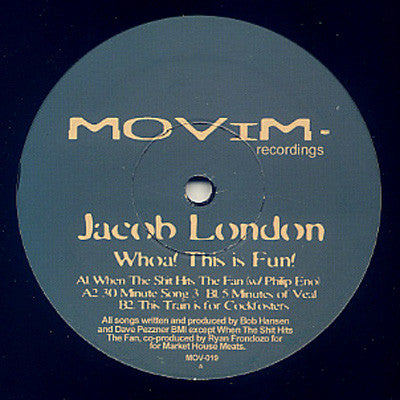 MOViM-
recordings
Jacob London
Whoa! This is Fun!
A1. When The Shit Hits The Fan (w/ Philip Eno)
A2. 30 Minute Song 3 B1. 5 Minutes of Veal
B2. This Train is for Cockfosters
All songs written and produced by Bob Hansen
and Dave Pezzner BMI except When The Shit Hits
The Fan, co-produced by Ryan Frondozo for
for Market House Meats.
MOV-019
A